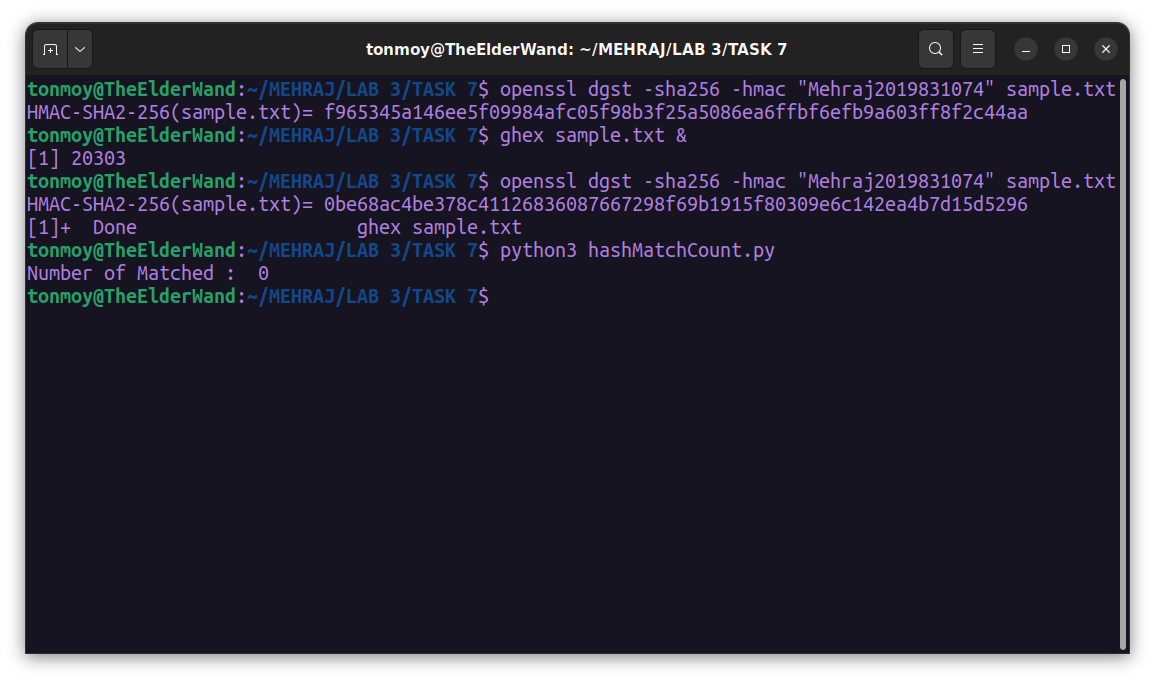 tonmoy@TheElderWand: ~/MEHRAJ/LAB 3/TASK 7
tonmoy@TheElderWand:~/MEHRAJ/LAB 3/TASK 7$ openssl dgst -sha256 -hmac "Mehraj2019831074" sample.txt
HMAC-SHA2-256(sample.txt)= f965345a146ee5f09984afc05f98b3f25a5086ea6ffbf6efb9a603ff8f2c44aa
tonmoy@TheElderWand:~/MEHRAJ/LAB 3/TASK 7$ ghex sample.txt &
[1] 20303
tonmoy@TheElderWand:~/MEHRAJ/LAB 3/TASK 7$ openssl dgst -sha256 -hmac "Mehraj2019831074" sample.txt
HMAC-SHA2-256(sample.txt)= 0be68ac4be378c41126836087667298f69b1915f80309e6c142ea4b7d15d5296
[1]+  Done                    ghex sample.txt
tonmoy@TheElderWand:~/MEHRAJ/LAB 3/TASK 7$ python3 hashMatchCount.py
Number of Matched :  0
tonmoy@TheElderWand:~/MEHRAJ/LAB 3/TASK 7$